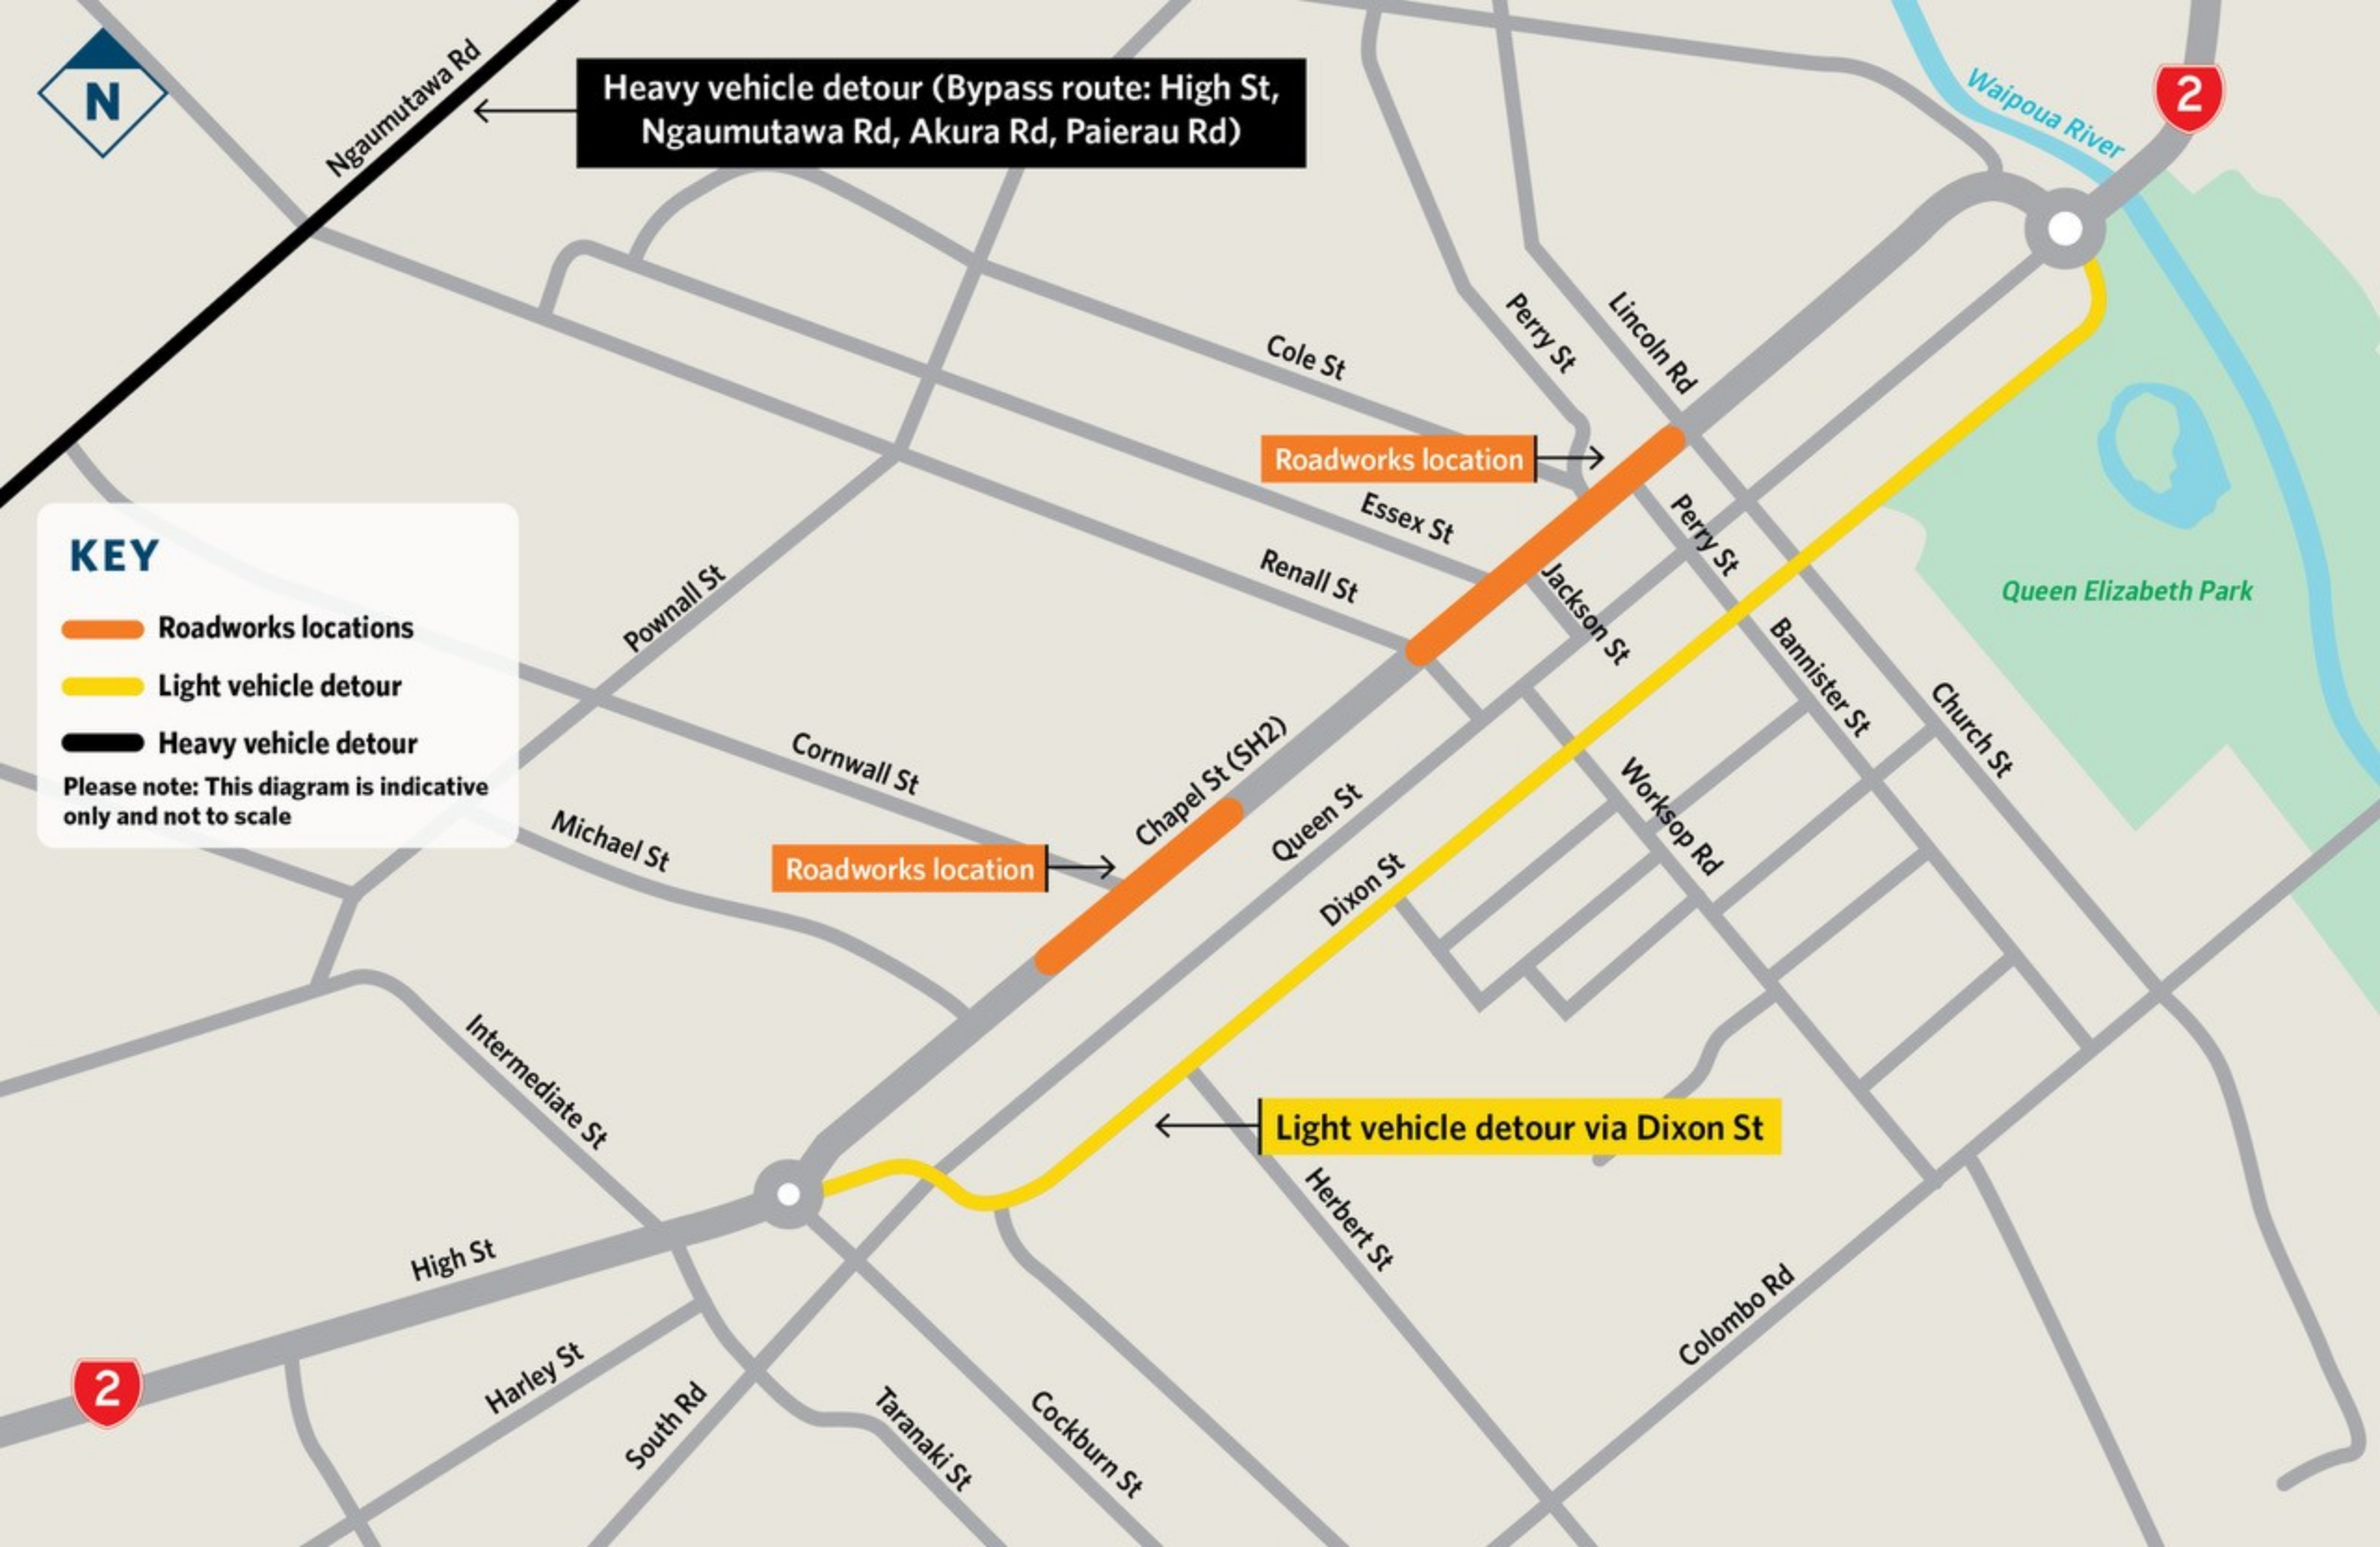 N
Ngaumutawa Rd
Heavy vehicle detour (Bypass route: High St,
Ngaumutawa Rd, Akura Rd, Paierau Rd)
2
Waipoua River
Perry St
Lincoln Rd
Cole St
Roadworks location
Essex St
Renall St
Perry St
Jackson St
Queen Elizabeth Park
Bannister St
Church St
KEY
Roadworks locations
Light vehicle detour
Heavy vehicle detour
Please note: This diagram is indicative
only and not to scale
Pownall St
Cornwall St
Michael St
Chapel St (SH2)
Roadworks location
Queen St
Dixon St
Worksop Rd
Intermediate St
Light vehicle detour via Dixon St
Herbert St
High St
Colombo Rd
2
Harley St
South Rd
Taranaki St
Cockburn St